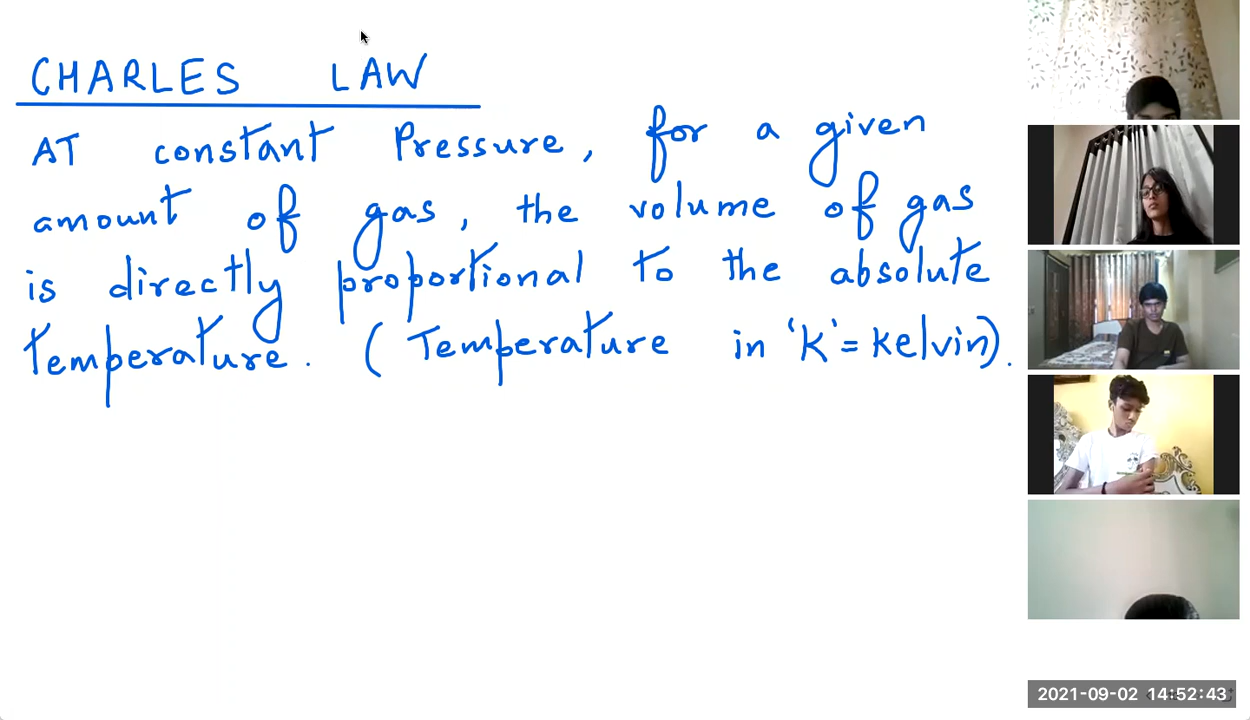 CHARLES LAW
AT constant Pressure, for a given
amount of gas, the volume of gas
is directly proportional to the absolute
temperature. (Temperature in 'K' = Kelvin).
2021-09-02 14:52:43